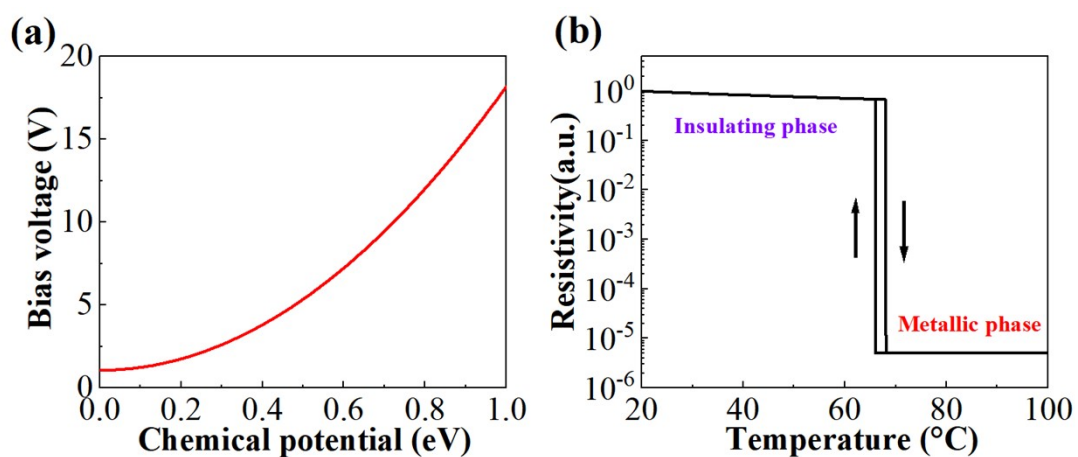 (a)
Bias voltage (V)
20
15
10
5
0
0.0 0.2 0.4 0.6 0.8 1.0
Chemical potential (eV)
(b)
Resistivity(a.u.)
10⁰
10⁻¹
10⁻²
10⁻³
10⁻⁴
10⁻⁵
10⁻⁶
Insulating phase
Metallic phase
20 40 60 80 100
Temperature (°C)